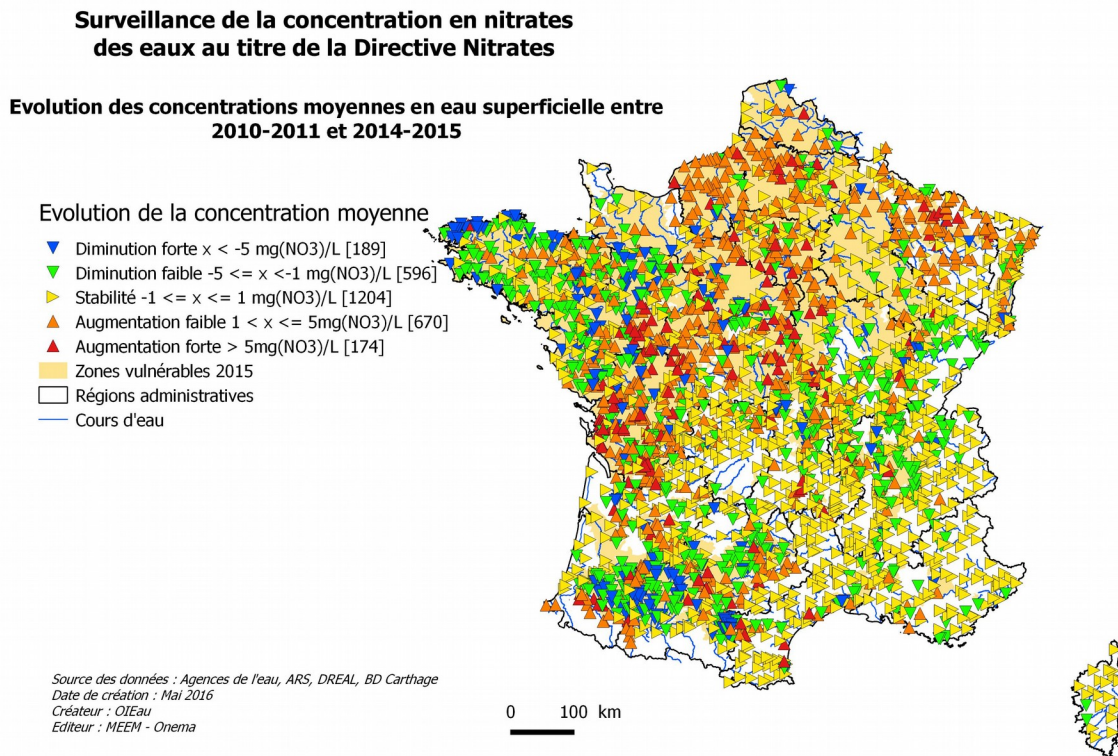 Surveillance de la concentration en nitrates
des eaux au titre de la Directive Nitrates
Evolution des concentrations moyennes en eau superficielle entre
2010-2011 et 2014-2015
Evolution de la concentration moyenne
Diminution forte x < -5 mg(NO3)/L [189]
Diminution faible -5 <= x <-1 mg(NO3)/L [596]
Stabilité -1 <= x <= 1 mg(NO3)/L [1204]
Augmentation faible 1 < x <= 5mg(NO3)/L [670]
Augmentation forte > 5mg(NO3)/L [174]
Zones vulnérables 2015
Régions administratives
Cours d'eau
Source des données : Agences de l'eau, ARS, DREAL, BD Carthage
Date de création : Mai 2016
Créateur : OIEau
Editeur : MEEM - Onema
0 100 km